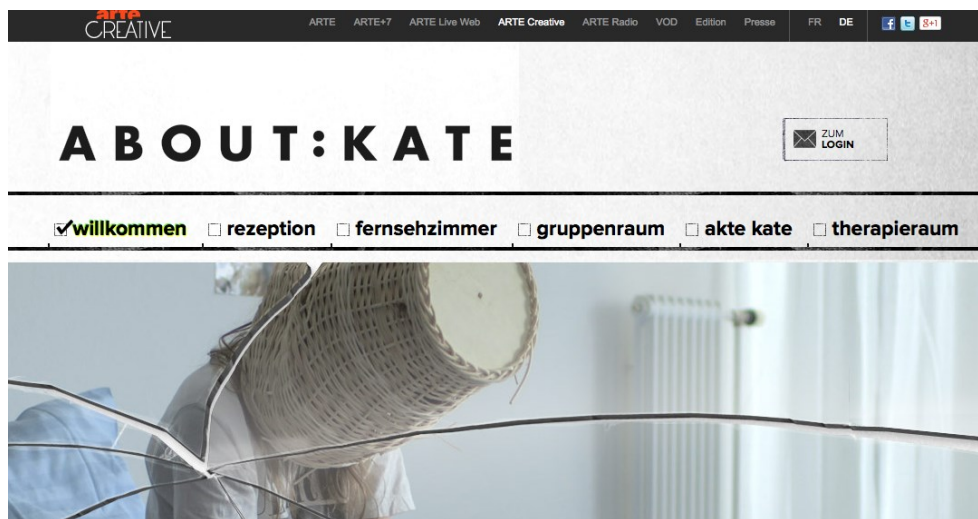 arte
CREATIVE
ARTE ARTE+7 ARTE Live Web ARTE Creative ARTE Radio VOD Edition Presse FR DE f t g+1
ABOUT:KATE
ZUM
LOGIN
willkommen rezeption fernsehzimmer gruppenraum akte kate therapieraum